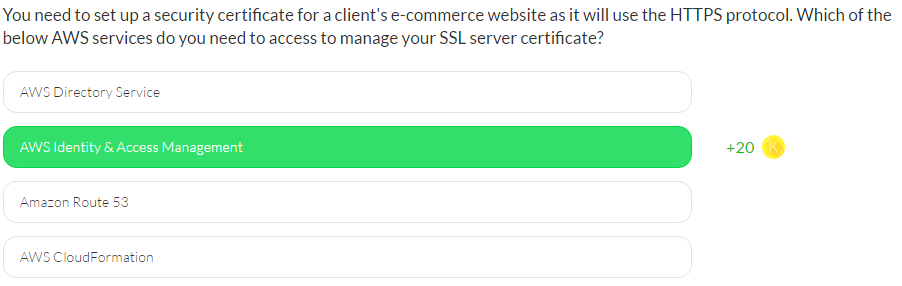 You need to set up a security certificate for a client's e-commerce website as it will use the HTTPS protocol. Which of the
below AWS services do you need to access to manage your SSL server certificate?
AWS Directory Service
AWS Identity & Access Management
+20 K
Amazon Route 53
AWS CloudFormation